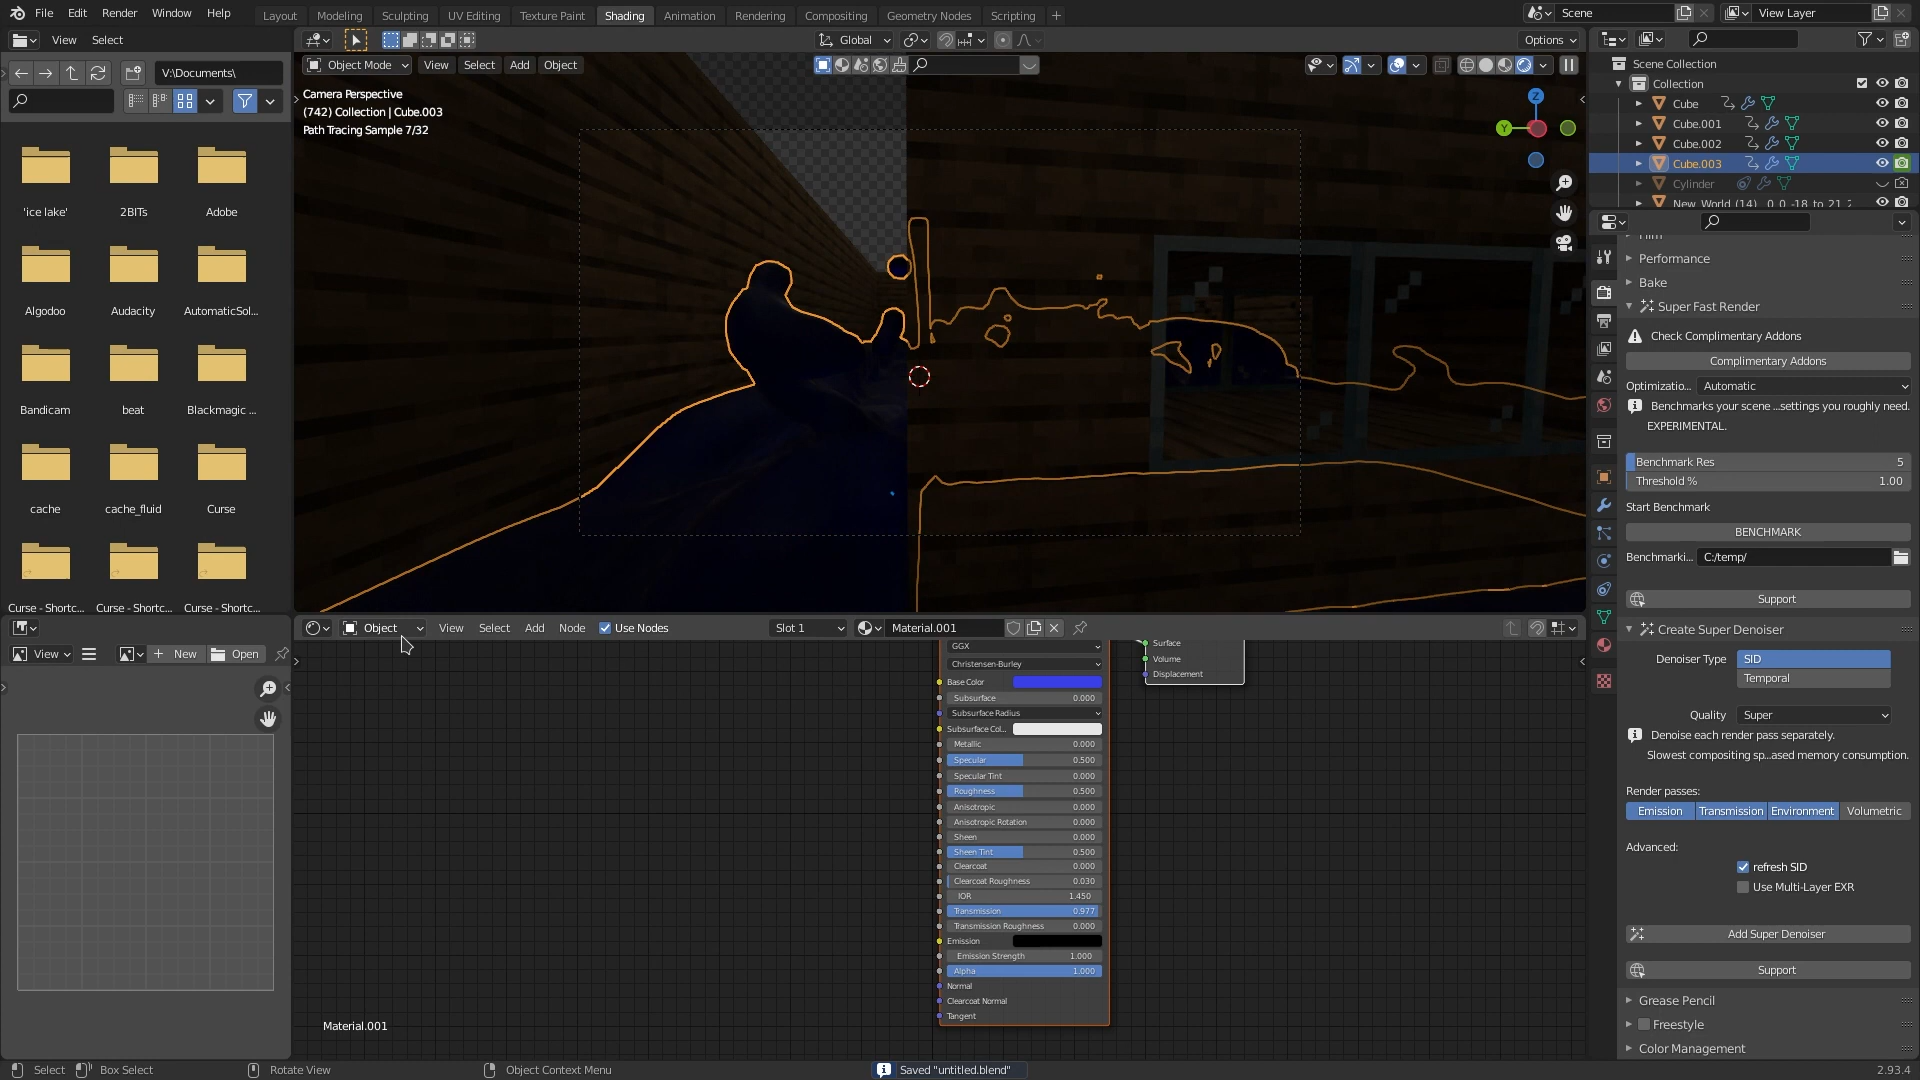 File Edit Render Window Help
Layout Modeling Sculpting UV Editing Texture Paint Shading Animation Rendering Compositing Geometry Nodes Scripting +
Scene
View Layer
View Select
Global
Options
V:\Documents\
Object Mode View Select Add Object
Camera Perspective
(742) Collection | Cube.003
Path Tracing Sample 7/32
Z
Y
'ice lake' 2BITs Adobe
Algodoo Audacity AutomaticSol...
Bandicam beat Blackmagic ...
cache cache_fluid Curse
Curse - Shortc... Curse - Shortc... Curse - Shortc...
Scene Collection
Collection
Cube
Cube.001
Cube.002
Cube.003
Cylinder
New_World_(14)_
Film
Performance
Bake
Super Fast Render
Check Complimentary Addons
Complimentary Addons
Optimizatio... Automatic
Benchmarks your scene ...settings you roughly need.
EXPERIMENTAL.
Benchmark Res 5
Threshold % 1.00
Start Benchmark
BENCHMARK
Benchmarki... C:/temp/
Support
Create Super Denoiser
Denoiser Type SID
Temporal
Quality Super
Denoise each render pass separately.
Slowest compositing sp...ased memory consumption.
Render passes:
Emission Transmission Environment Volumetric
Advanced:
refresh SID
Use Multi-Layer EXR
Add Super Denoiser
Support
Grease Pencil
Freestyle
Color Management
View New Open
Object View Select Add Node Use Nodes Slot 1 Material.001
GGX
Christensen-Burley
Base Color
Subsurface 0.000
Subsurface Radius
Subsurface Col...
Metallic 0.000
Specular 0.500
Specular Tint 0.000
Roughness 0.500
Anisotropic 0.000
Anisotropic Rotation 0.000
Sheen 0.000
Sheen Tint 0.500
Clearcoat 0.000
Clearcoat Roughness 0.030
IOR 1.450
Transmission 0.977
Transmission Roughness 0.000
Emission
Emission Strength 1.000
Alpha 1.000
Normal
Clearcoat Normal
Tangent
Surface
Volume
Displacement
Material.001
Select Box Select Rotate View Object Context Menu Saved "untitled.blend" 2.93.4